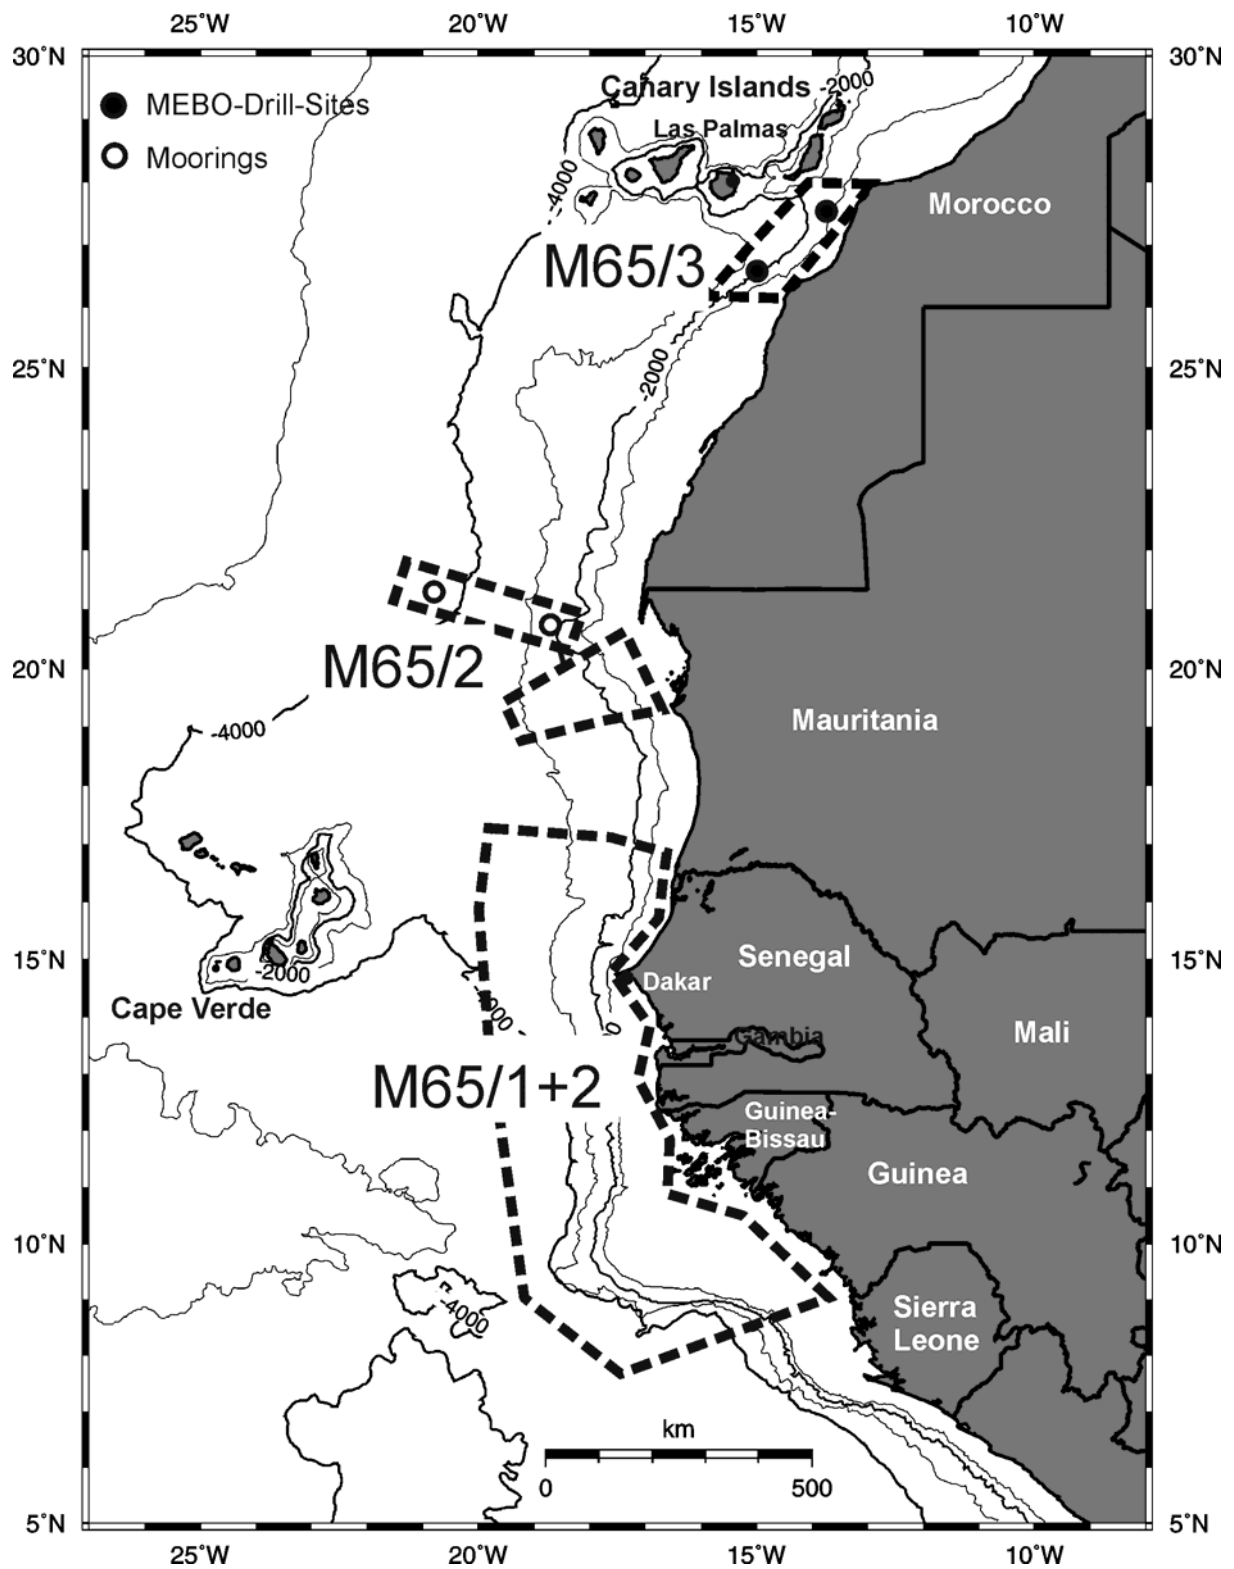 25°W 20°W 15°W 10°W
30°N 30°N
MEBO-Drill-Sites
Moorings
Canary Islands
-2000
Las Palmas
-4000
Morocco
M65/3
25°N 25°N
-2000
M65/2
20°N 20°N
Mauritania
-4000
15°N 15°N
Senegal
-2000
Dakar
Cape Verde
Mali
Gambia
M65/1+2
Guinea-
Bissau
Guinea
10°N 10°N
-4000
Sierra
Leone
km
0 500
5°N 5°N
25°W 20°W 15°W 10°W